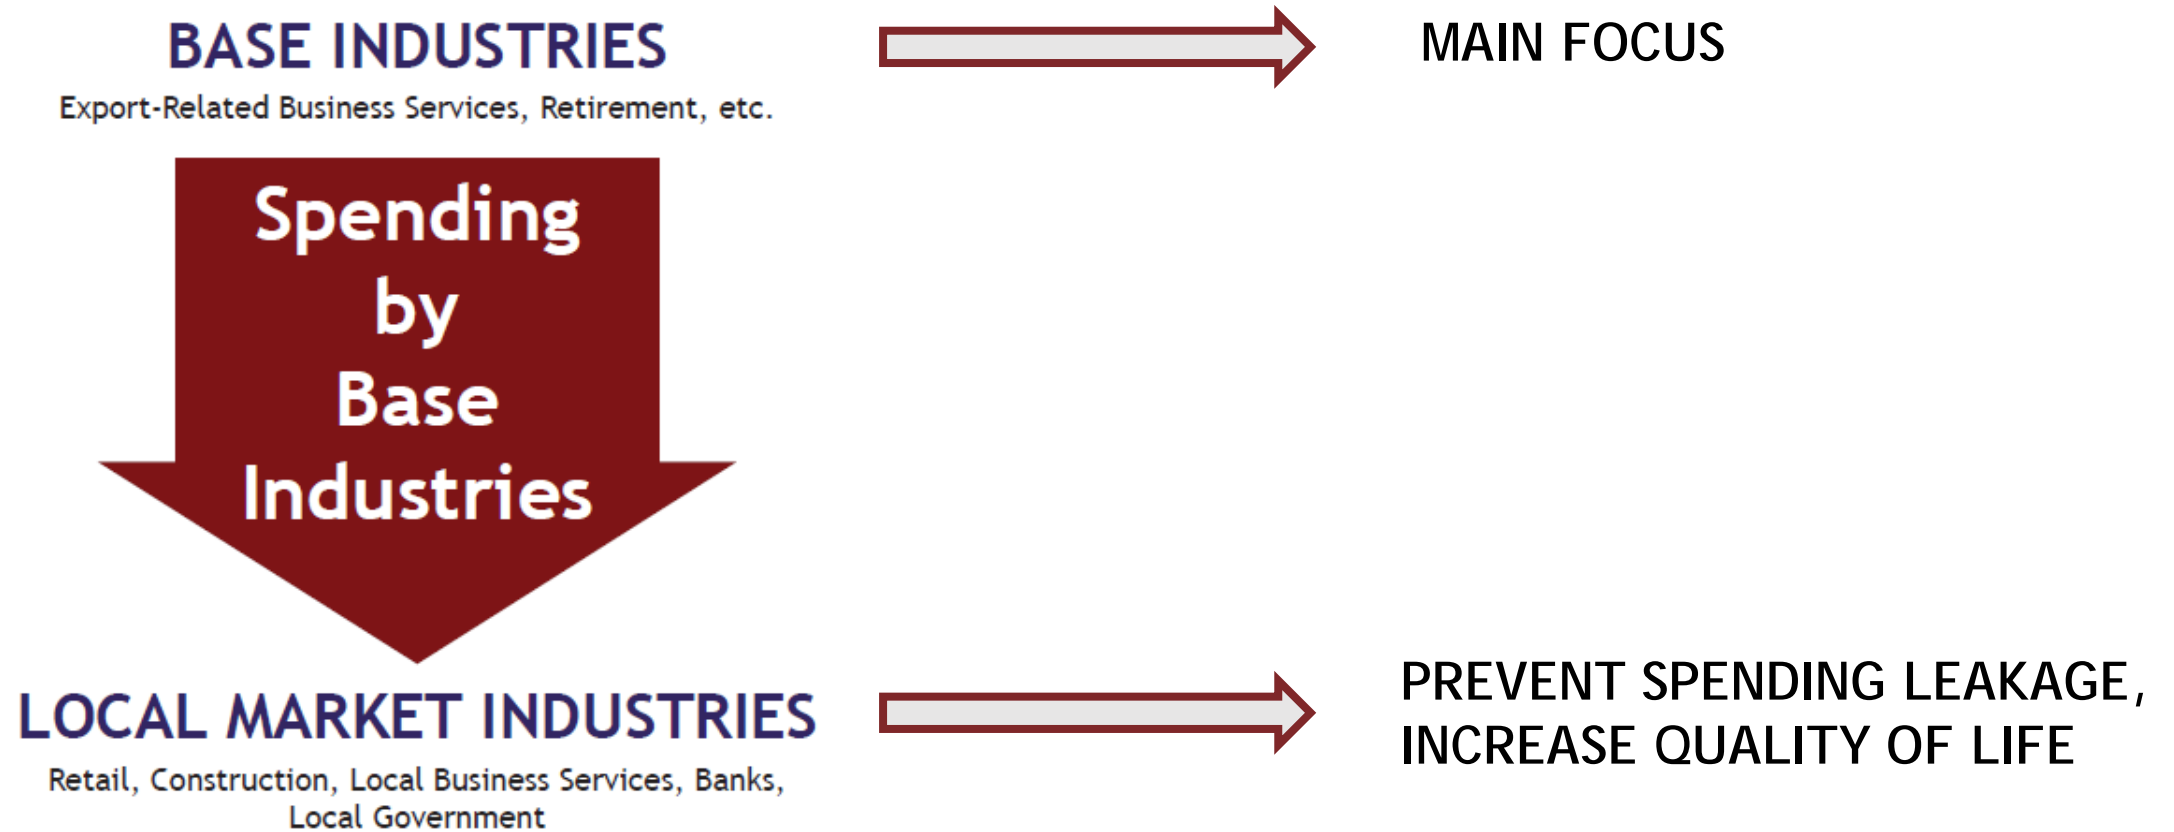 BASE INDUSTRIES
MAIN FOCUS
Export-Related Business Services, Retirement, etc.
Spending
by
Base
Industries
LOCAL MARKET INDUSTRIES
PREVENT SPENDING LEAKAGE,
INCREASE QUALITY OF LIFE
Retail, Construction, Local Business Services, Banks,
Local Government